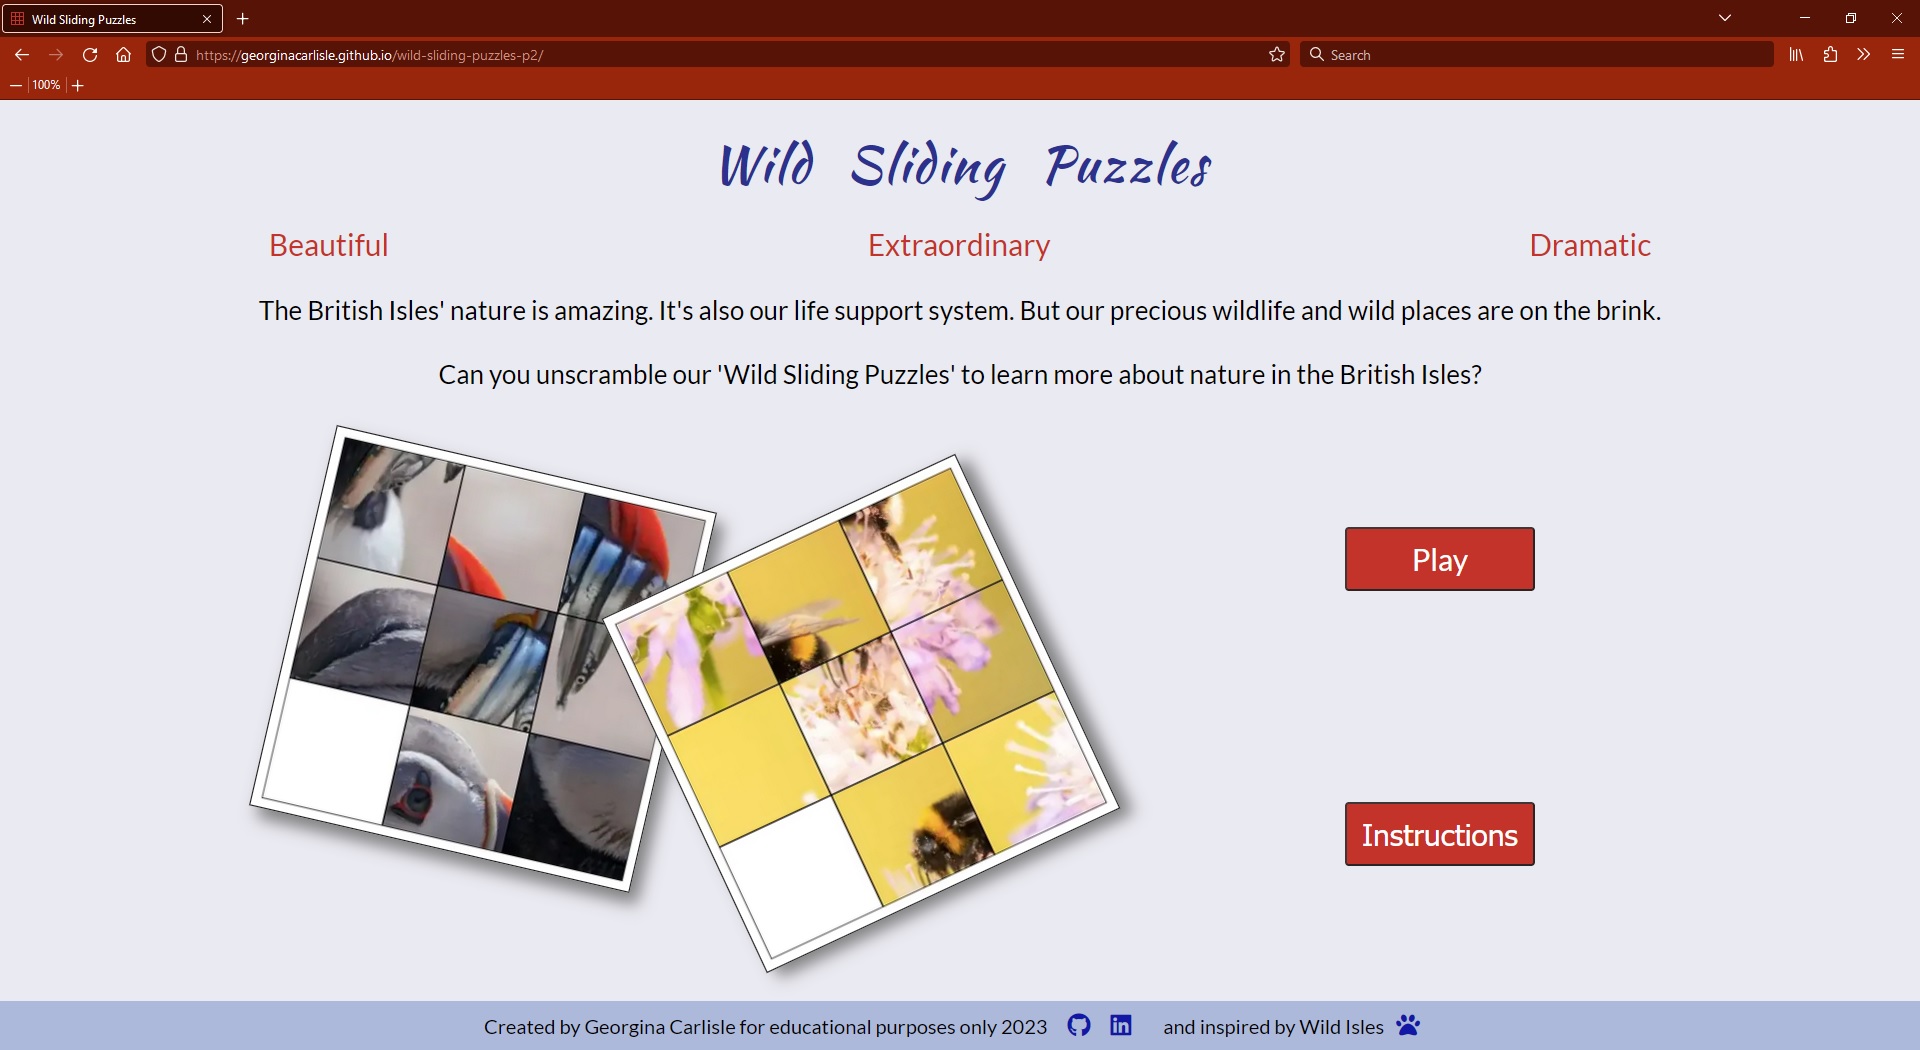 Wild Sliding Puzzles
https://georginacarlisle.github.io/wild-sliding-puzzles-p2/
Search
100%
Wild Sliding Puzzles
Beautiful Extraordinary Dramatic
The British Isles' nature is amazing. It's also our life support system. But our precious wildlife and wild places are on the brink.
Can you unscramble our 'Wild Sliding Puzzles' to learn more about nature in the British Isles?
Play
Instructions
Created by Georgina Carlisle for educational purposes only 2023 and inspired by Wild Isles